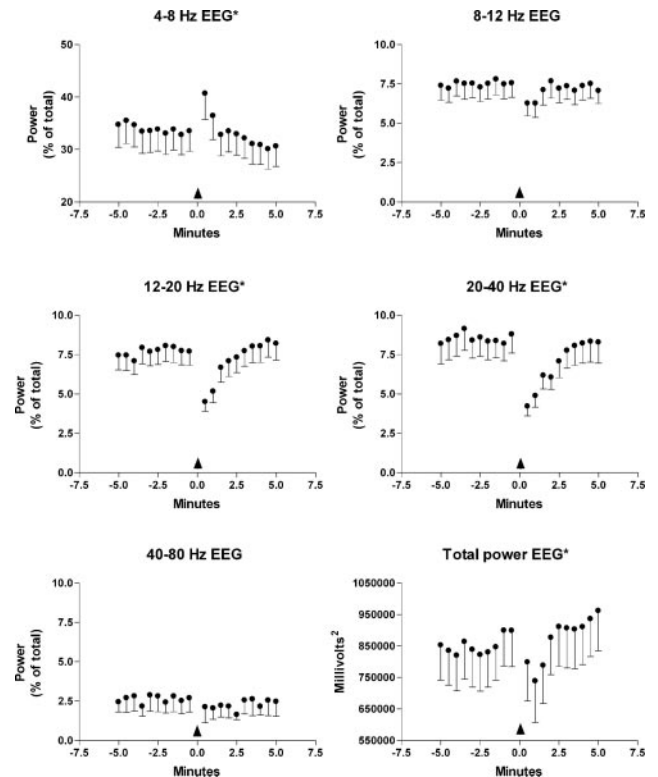 4-8 Hz EEG*
50
40
30
20
Power
(% of total)
-7.5 -5.0 -2.5 0.0 2.5 5.0 7.5
Minutes
8-12 Hz EEG
10.0
7.5
5.0
2.5
0.0
Power
(% of total)
-7.5 -5.0 -2.5 0.0 2.5 5.0 7.5
Minutes
12-20 Hz EEG*
10.0
7.5
5.0
2.5
0.0
Power
(% of total)
-7.5 -5.0 -2.5 0.0 2.5 5.0 7.5
Minutes
20-40 Hz EEG*
10.0
7.5
5.0
2.5
0.0
Power
(% of total)
-7.5 -5.0 -2.5 0.0 2.5 5.0 7.5
Minutes
40-80 Hz EEG
10.0
7.5
5.0
2.5
0.0
Power
(% of total)
-7.5 -5.0 -2.5 0.0 2.5 5.0 7.5
Minutes
Total power EEG*
1050000
950000
850000
750000
650000
550000
Millivolts²
-7.5 -5.0 -2.5 0.0 2.5 5.0 7.5
Minutes